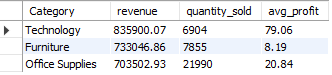 Category revenue quantity_sold avg_profit
Technology 835900.07 6904 79.06
Furniture 733046.86 7855 8.19
Office Supplies 703502.93 21990 20.84